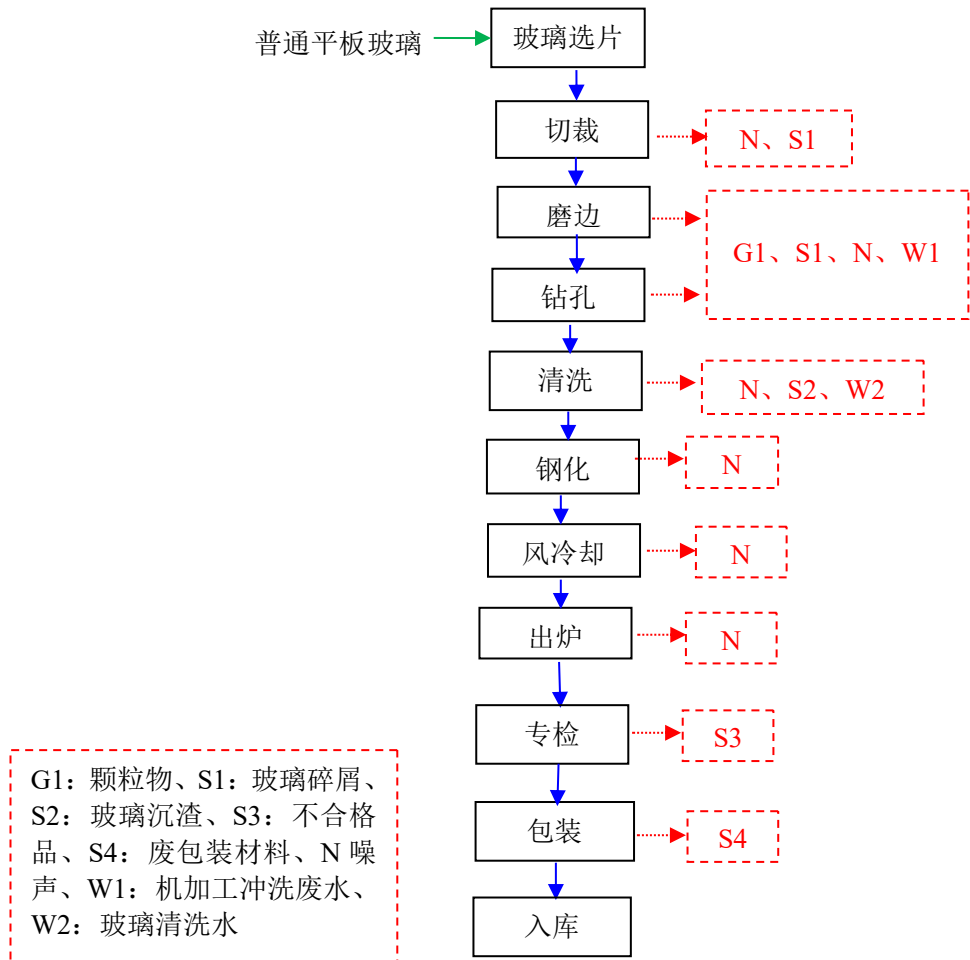 普通平板玻璃
玻璃选片
切裁
N、S1
磨边
G1、S1、N、W1
钻孔
清洗
N、S2、W2
钢化
N
风冷却
N
出炉
N
专检
S3
包装
S4
入库
G1：颗粒物、S1：玻璃碎屑、
S2：玻璃沉渣、S3：不合格
品、S4：废包装材料、N 噪
声、W1：机加工冲洗废水、
W2：玻璃清洗水